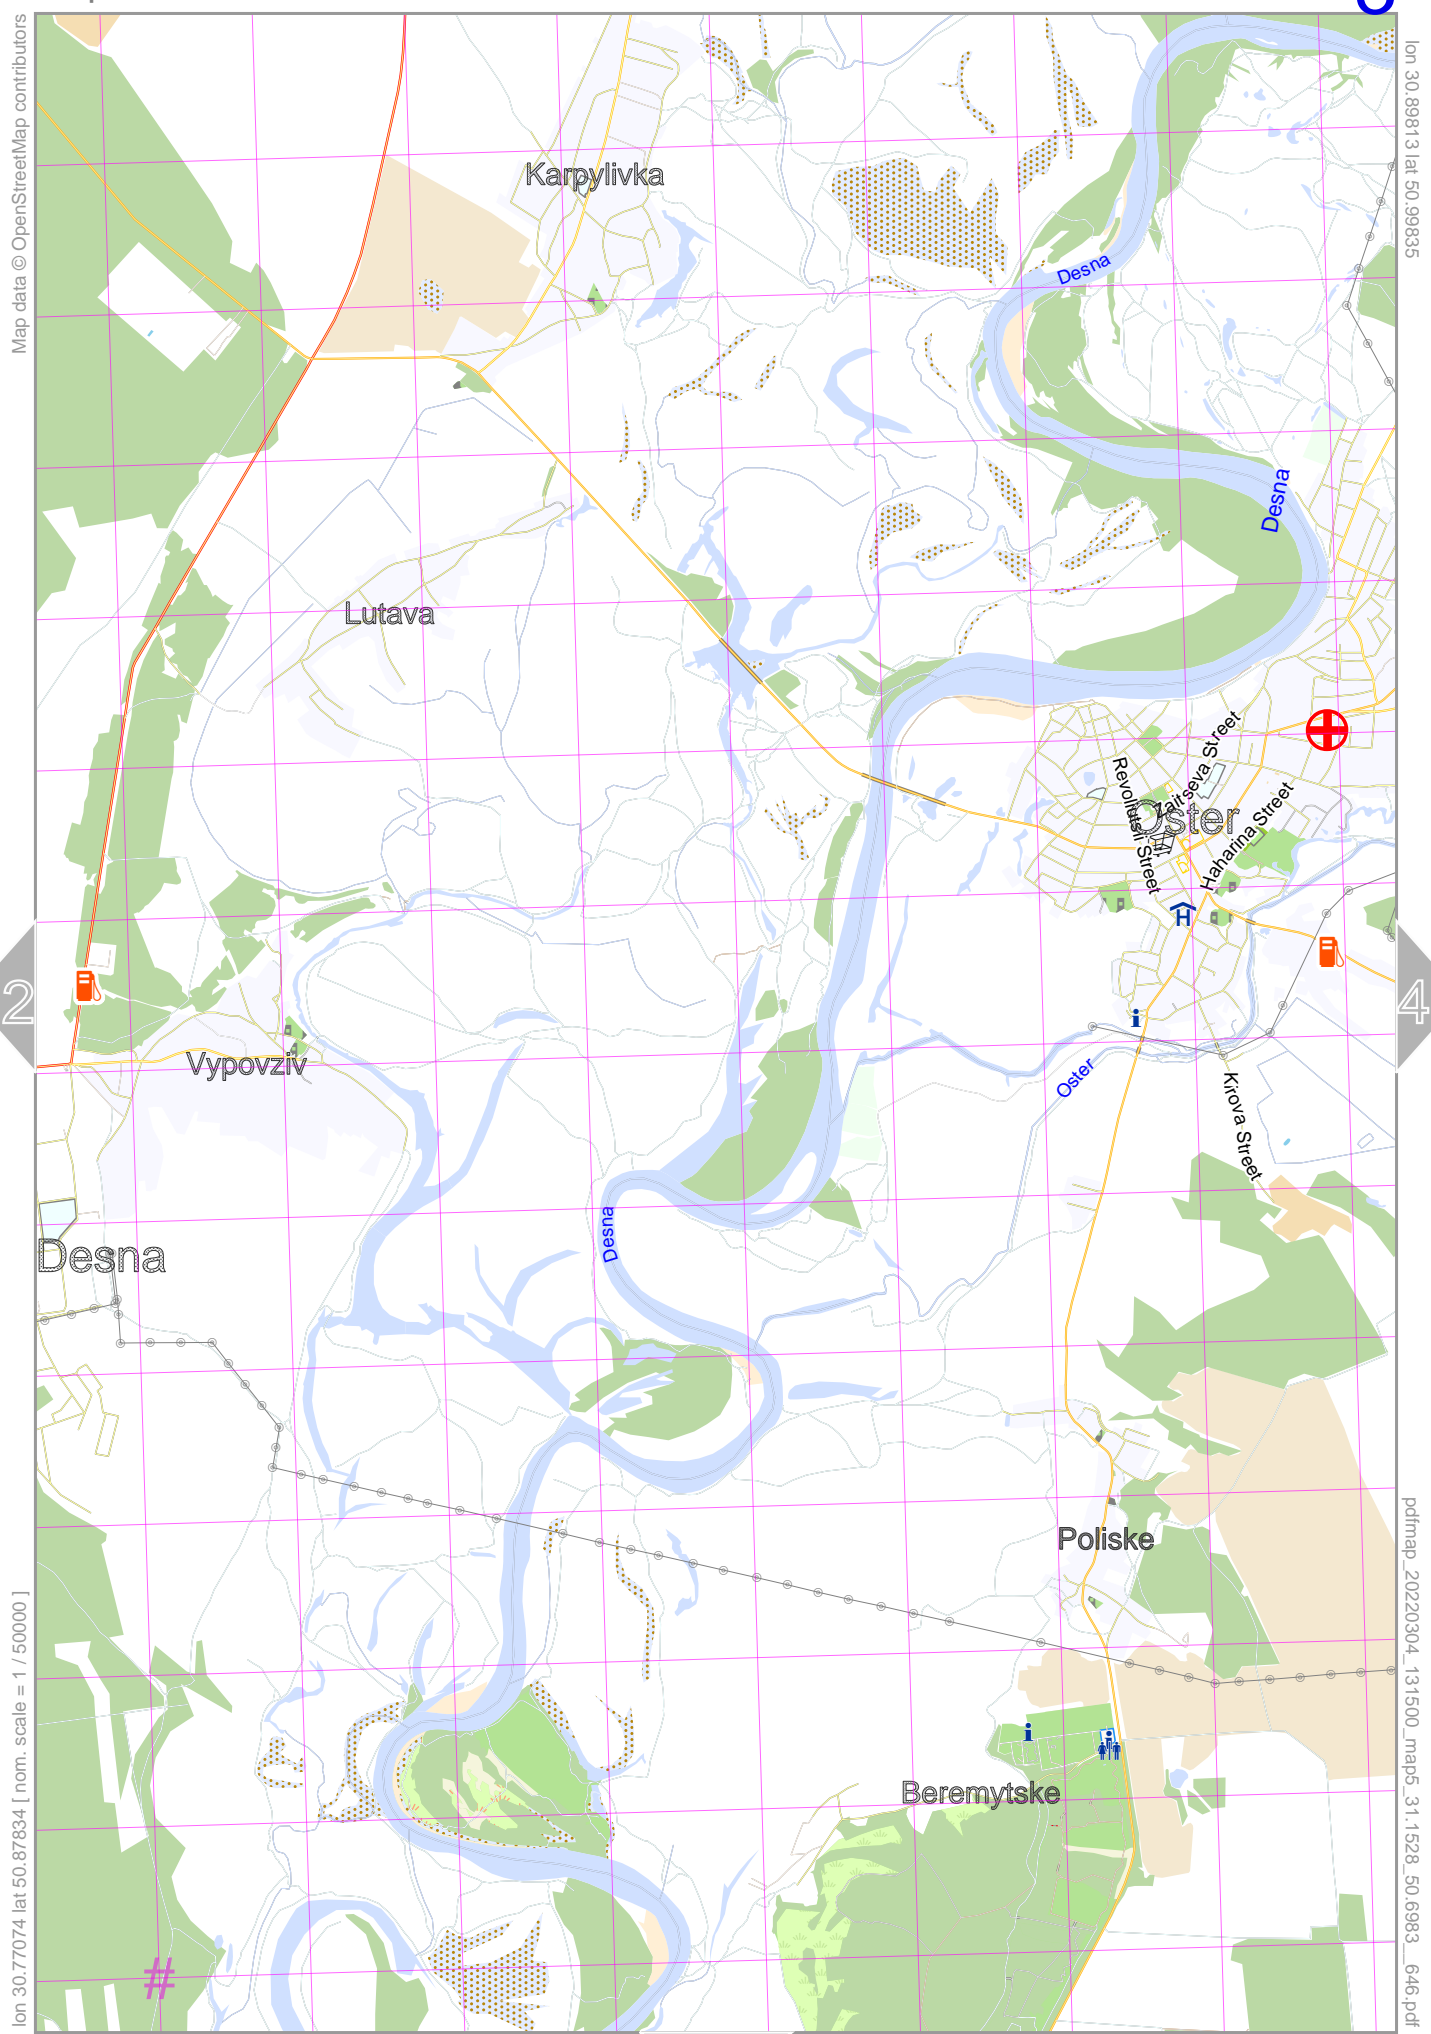 Map data © OpenStreetMap contributors
lon 30.89813 lat 50.99835
Karpylivka
Desna
Desna
Lutava
Zaitseva Street
Revoliutsii Street
Oster
Haharina Street
H
2
4
i
Vypovziv
Oster
Kirova Street
Desna
Desna
Poliske
i
Beremytske
#
lon 30.77074 lat 50.87834 [ nom. scale = 1 / 50000 ]
pdfmap_20220304_131500_map5_31.1528_50.6983__646.pdf